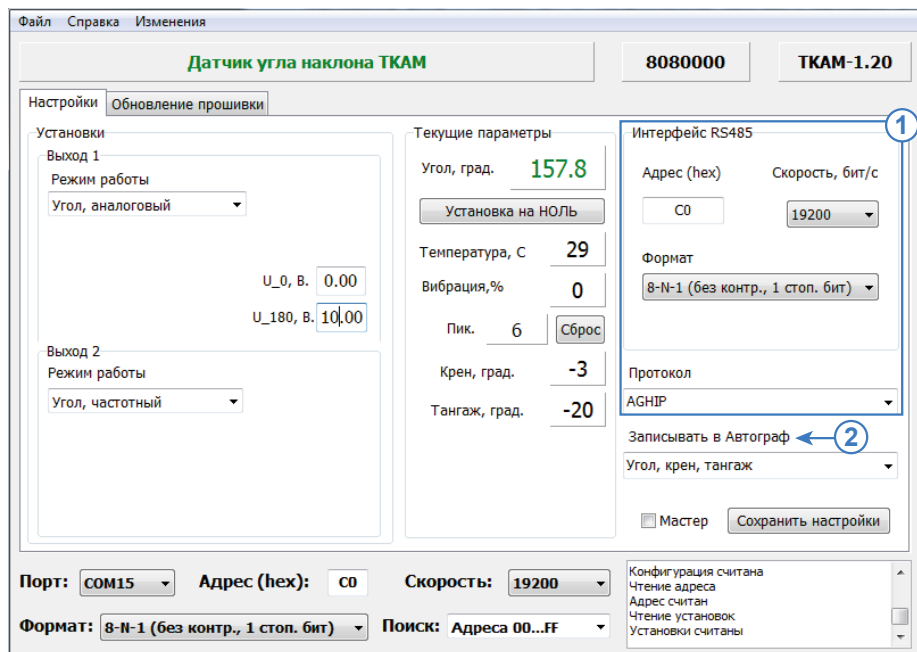 Файл Справка Изменения
Датчик угла наклона ТКАМ
8080000
ТКАМ-1.20
Настройки
Обновление прошивки
Установки
Выход 1
Режим работы
Угол, аналоговый
U_0, В. 0.00
U_180, В. 10.00
Выход 2
Режим работы
Угол, частотный
Текущие параметры
Угол, град. 157.8
Установка на НОЛЬ
Температура, С 29
Вибрация,% 0
Пик. 6 Сброс
Крен, град. -3
Тангаж, град. -20
1
Интерфейс RS485
Адрес (hex) Скорость, бит/с
C0 19200
Формат
8-N-1 (без контр., 1 стоп. бит)
Протокол
AGHIP
Записывать в Автограф 2
Угол, крен, тангаж
Мастер Сохранить настройки
Порт: COM15 Адрес (hex): C0 Скорость: 19200
Формат: 8-N-1 (без контр., 1 стоп. бит) Поиск: Адреса 00...FF
Конфигурация считана
Чтение адреса
Адрес считан
Чтение установок
Установки считаны